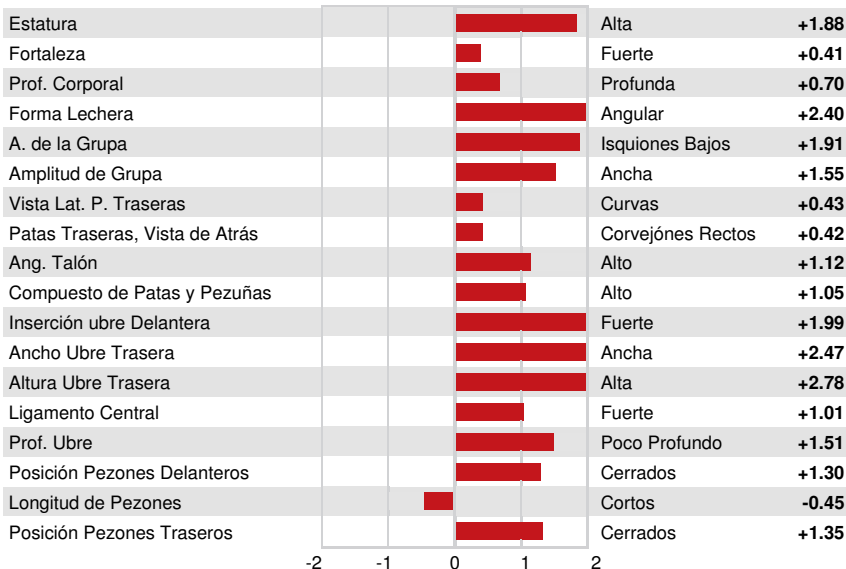 Estatura Alta +1.88
Fortaleza Fuerte +0.41
Prof. Corporal Profunda +0.70
Forma Lechera Angular +2.40
A. de la Grupa Isquiones Bajos +1.91
Amplitud de Grupa Ancha +1.55
Vista Lat. P. Traseras Curvas +0.43
Patas Traseras, Vista de Atrás Corvejónes Rectos +0.42
Ang. Talón Alto +1.12
Compuesto de Patas y Pezuñas Alto +1.05
Inserción ubre Delantera Fuerte +1.99
Ancho Ubre Trasera Ancha +2.47
Altura Ubre Trasera Alta +2.78
Ligamento Central Fuerte +1.01
Prof. Ubre Poco Profundo +1.51
Posición Pezones Delanteros Cerrados +1.30
Longitud de Pezones Cortos -0.45
Posición Pezones Traseros Cerrados +1.35
-2 -1 0 1 2